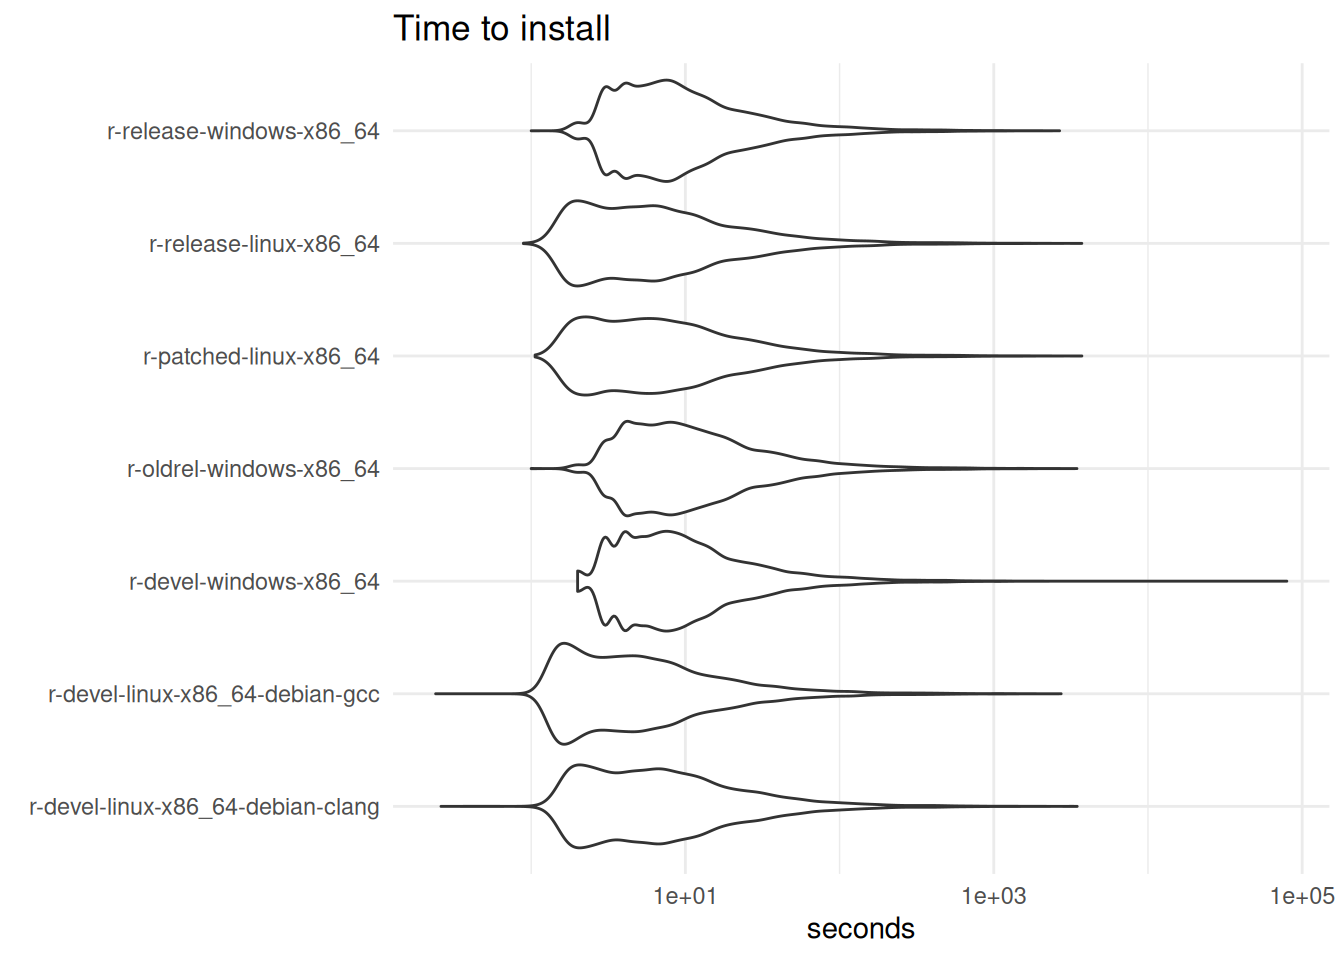 Time to install
r-release-windows-x86_64
r-release-linux-x86_64
r-patched-linux-x86_64
r-oldrel-windows-x86_64
r-devel-windows-x86_64
r-devel-linux-x86_64-debian-gcc
r-devel-linux-x86_64-debian-clang
1e+01 1e+03 1e+05
seconds